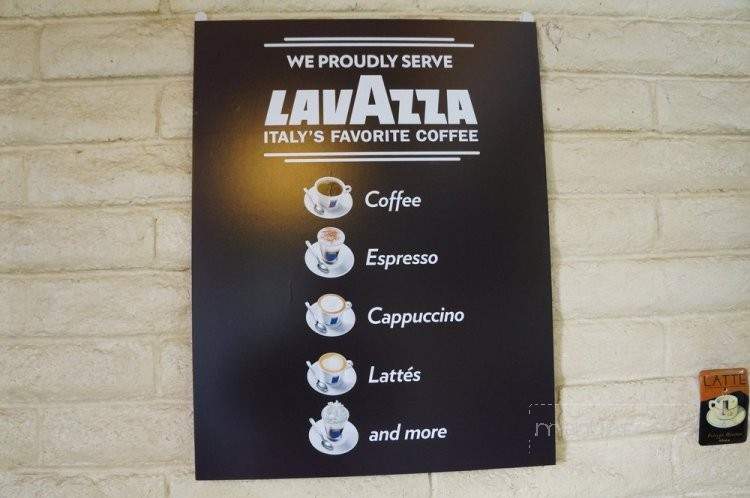 WE PROUDLY SERVE
LAVAZZA
ITALY'S FAVORITE COFFEE
Coffee
Espresso
Cappuccino
Lattés
and more
LATTE